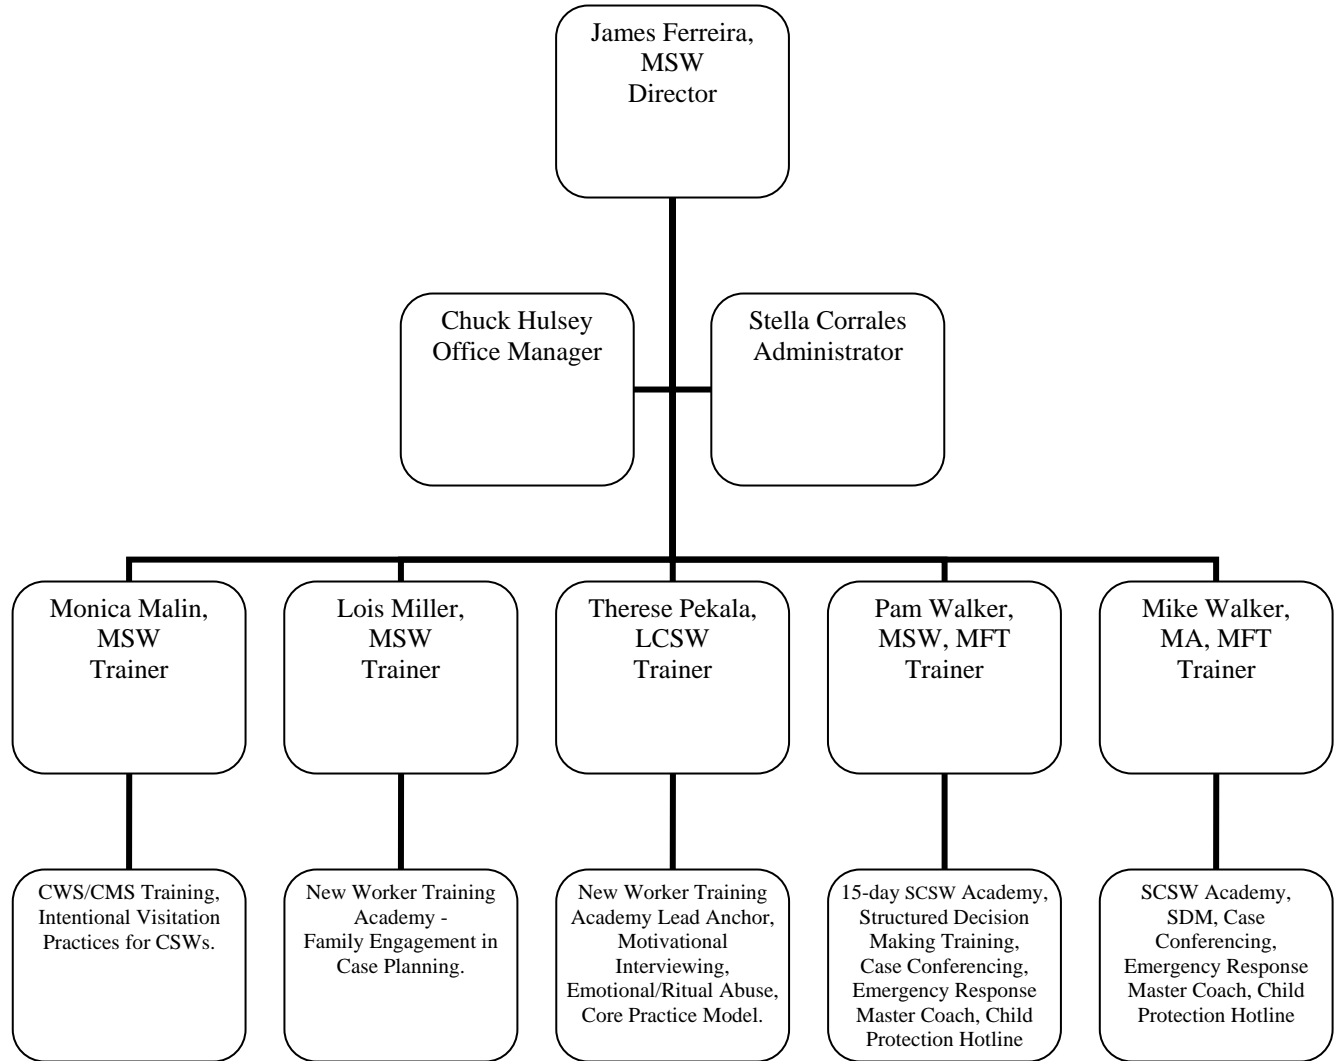 James Ferreira,
MSW
Director
Chuck Hulsey
Office Manager
Stella Corrales
Administrator
Monica Malin,
MSW
Trainer
Lois Miller,
MSW
Trainer
Therese Pekala,
LCSW
Trainer
Pam Walker,
MSW, MFT
Trainer
Mike Walker,
MA, MFT
Trainer
CWS/CMS Training,
Intentional Visitation
Practices for CSWs.
New Worker Training
Academy -
Family Engagement in
Case Planning.
New Worker Training
Academy Lead Anchor,
Motivational
Interviewing,
Emotional/Ritual Abuse,
Core Practice Model.
15-day SCSW Academy,
Structured Decision
Making Training,
Case Conferencing,
Emergency Response
Master Coach, Child
Protection Hotline
SCSW Academy,
SDM, Case
Conferencing,
Emergency Response
Master Coach, Child
Protection Hotline